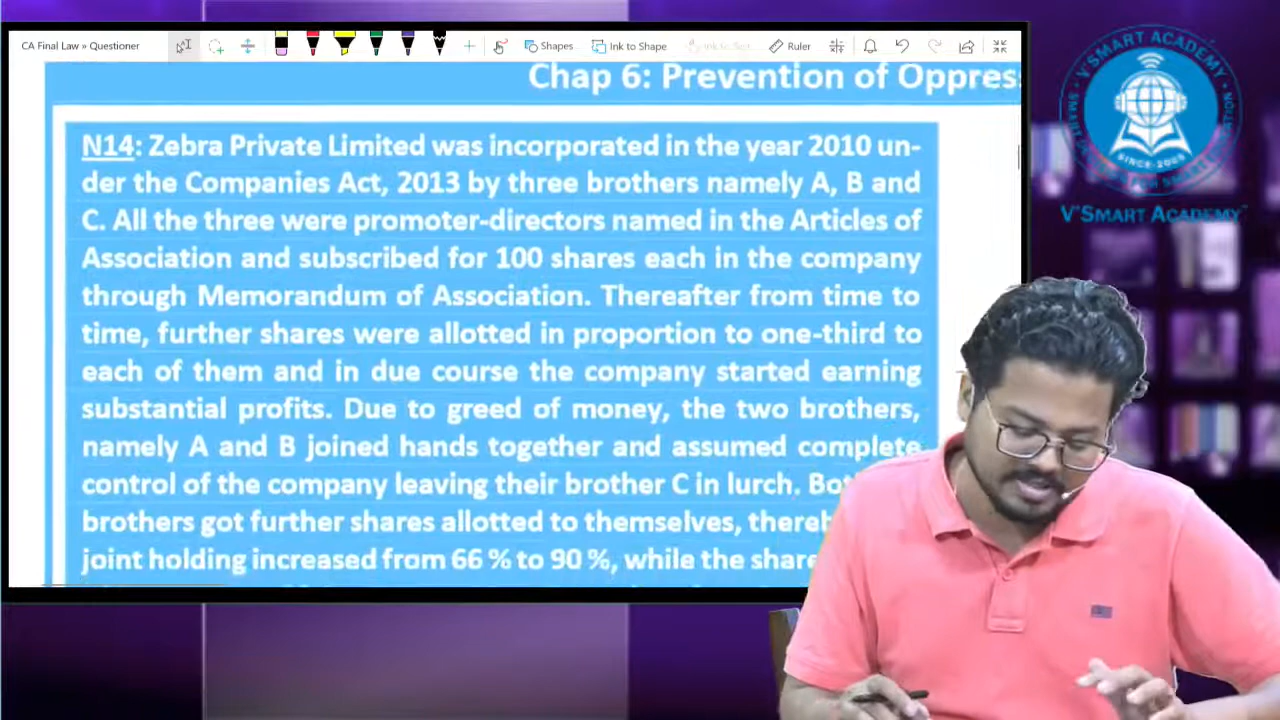 CA Final Law » Questioner
Shapes
Ink to Shape
Ruler
Chap 6: Prevention of Oppres
N14: Zebra Private Limited was incorporated in the year 2010 un-
der the Companies Act, 2013 by three brothers namely A, B and
C. All the three were promoter-directors named in the Articles of
Association and subscribed for 100 shares each in the company
through Memorandum of Association. Thereafter from time to
time, further shares were allotted in proportion to one-third to
each of them and in due course the company started earning
substantial profits. Due to greed of money, the two brothers,
namely A and B joined hands together and assumed complete
control of the company leaving their brother C in lurch. Bot
brothers got further shares allotted to themselves, thereb
joint holding increased from 66 % to 90 %, while the share
V'SMART ACADEMY
SINCE-2005
V'SMART ACADEMY